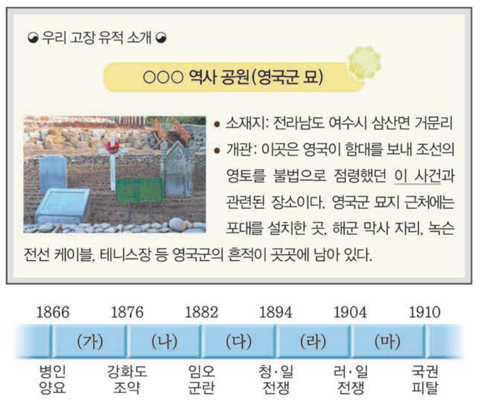 우리 고장 유적 소개
○○○ 역사 공원(영국군 묘)
● 소재지: 전라남도 여수시 삼산면 거문리
● 개관: 이곳은 영국이 함대를 보내 조선의
영토를 불법으로 점령했던 이 사건과
관련된 장소이다. 영국군 묘지 근처에는
포대를 설치한 곳, 해군 막사 자리, 녹슨
전선 케이블, 테니스장 등 영국군의 흔적이 곳곳에 남아 있다.
1866 1876 1882 1894 1904 1910
(가) (나) (다) (라) (마)
병인 강화도 임오 청·일 러·일 국권
양요 조약 군란 전쟁 전쟁 피탈